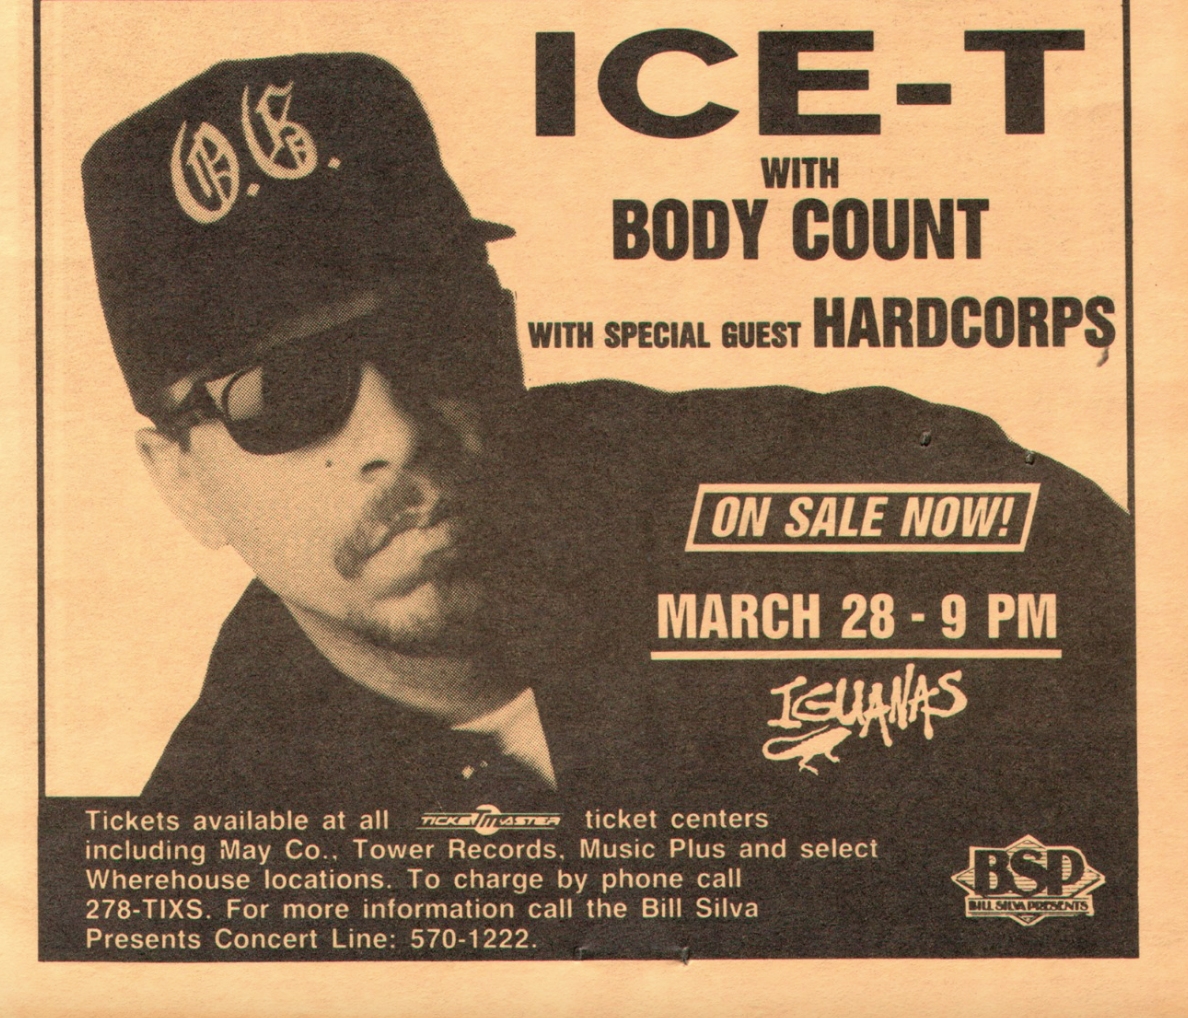 O.G.
ICE-T
WITH
BODY COUNT
WITH SPECIAL GUEST HARDCORPS
ON SALE NOW!
MARCH 28 - 9 PM
IGUANAS
Tickets available at all TICKETMASTER ticket centers
including May Co., Tower Records, Music Plus and select
Wherehouse locations. To charge by phone call
278-TIXS. For more information call the Bill Silva
Presents Concert Line: 570-1222.
BSP
BILL SILVA PRESENTS